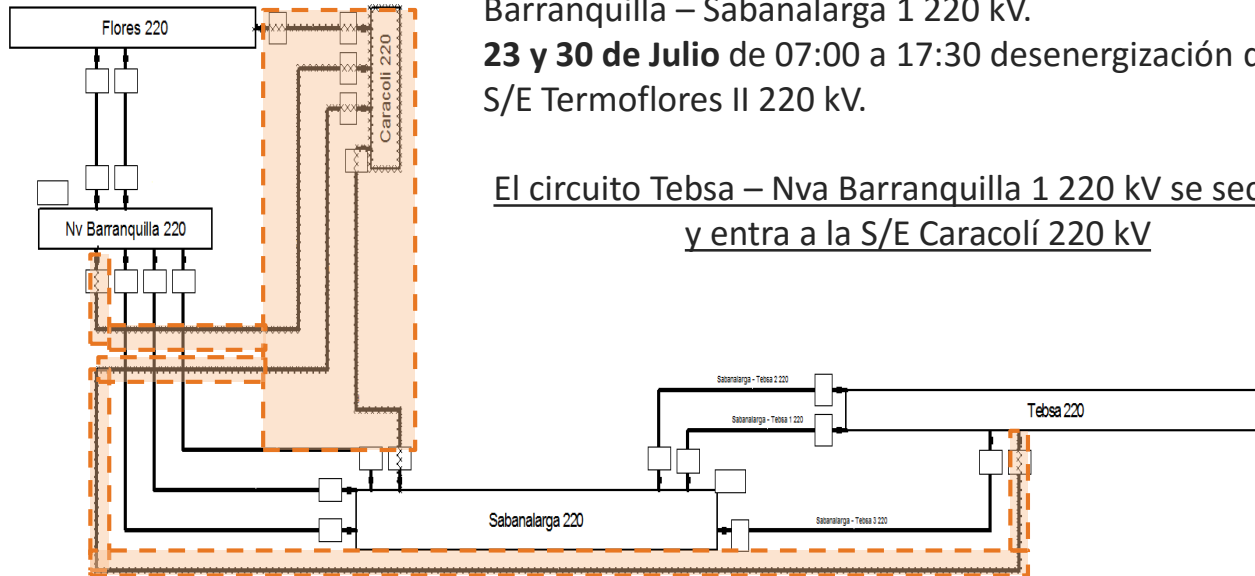 Barranquilla – Sabanalarga 1 220 kV.
23 y 30 de Julio de 07:00 a 17:30 desenergización
S/E Termoflores II 220 kV.
El circuito Tebsa – Nva Barranquilla 1 220 kV se
y entra a la S/E Caracolí 220 kV
Flores 220
Caracolí 220
Nv Barranquilla 220
Sabanalarga - Tebsa 2 220
Sabanalarga - Tebsa 1 220
Tebsa 220
Sabanalarga 220
Sabanalarga - Tebsa 3 220